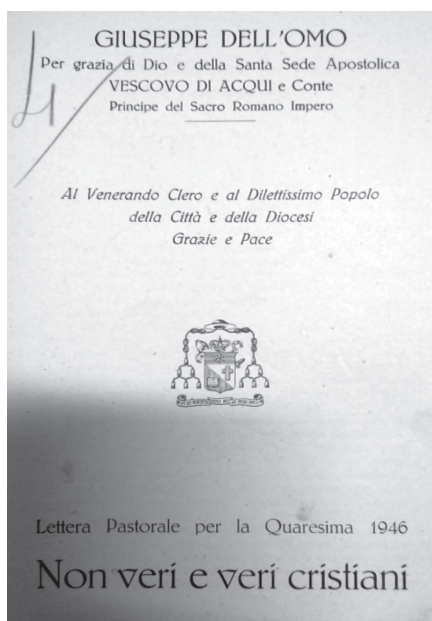 GIUSEPPE DELL'OMO
Per grazia di Dio e della Santa Sede Apostolica
VESCOVO DI ACQUI e Conte
Principe del Sacro Romano Impero
Al Venerando Clero e al Dilettissimo Popolo
della Città e della Diocesi
Grazie e Pace
Lettera Pastorale per la Quaresima 1946
Non veri e veri cristiani